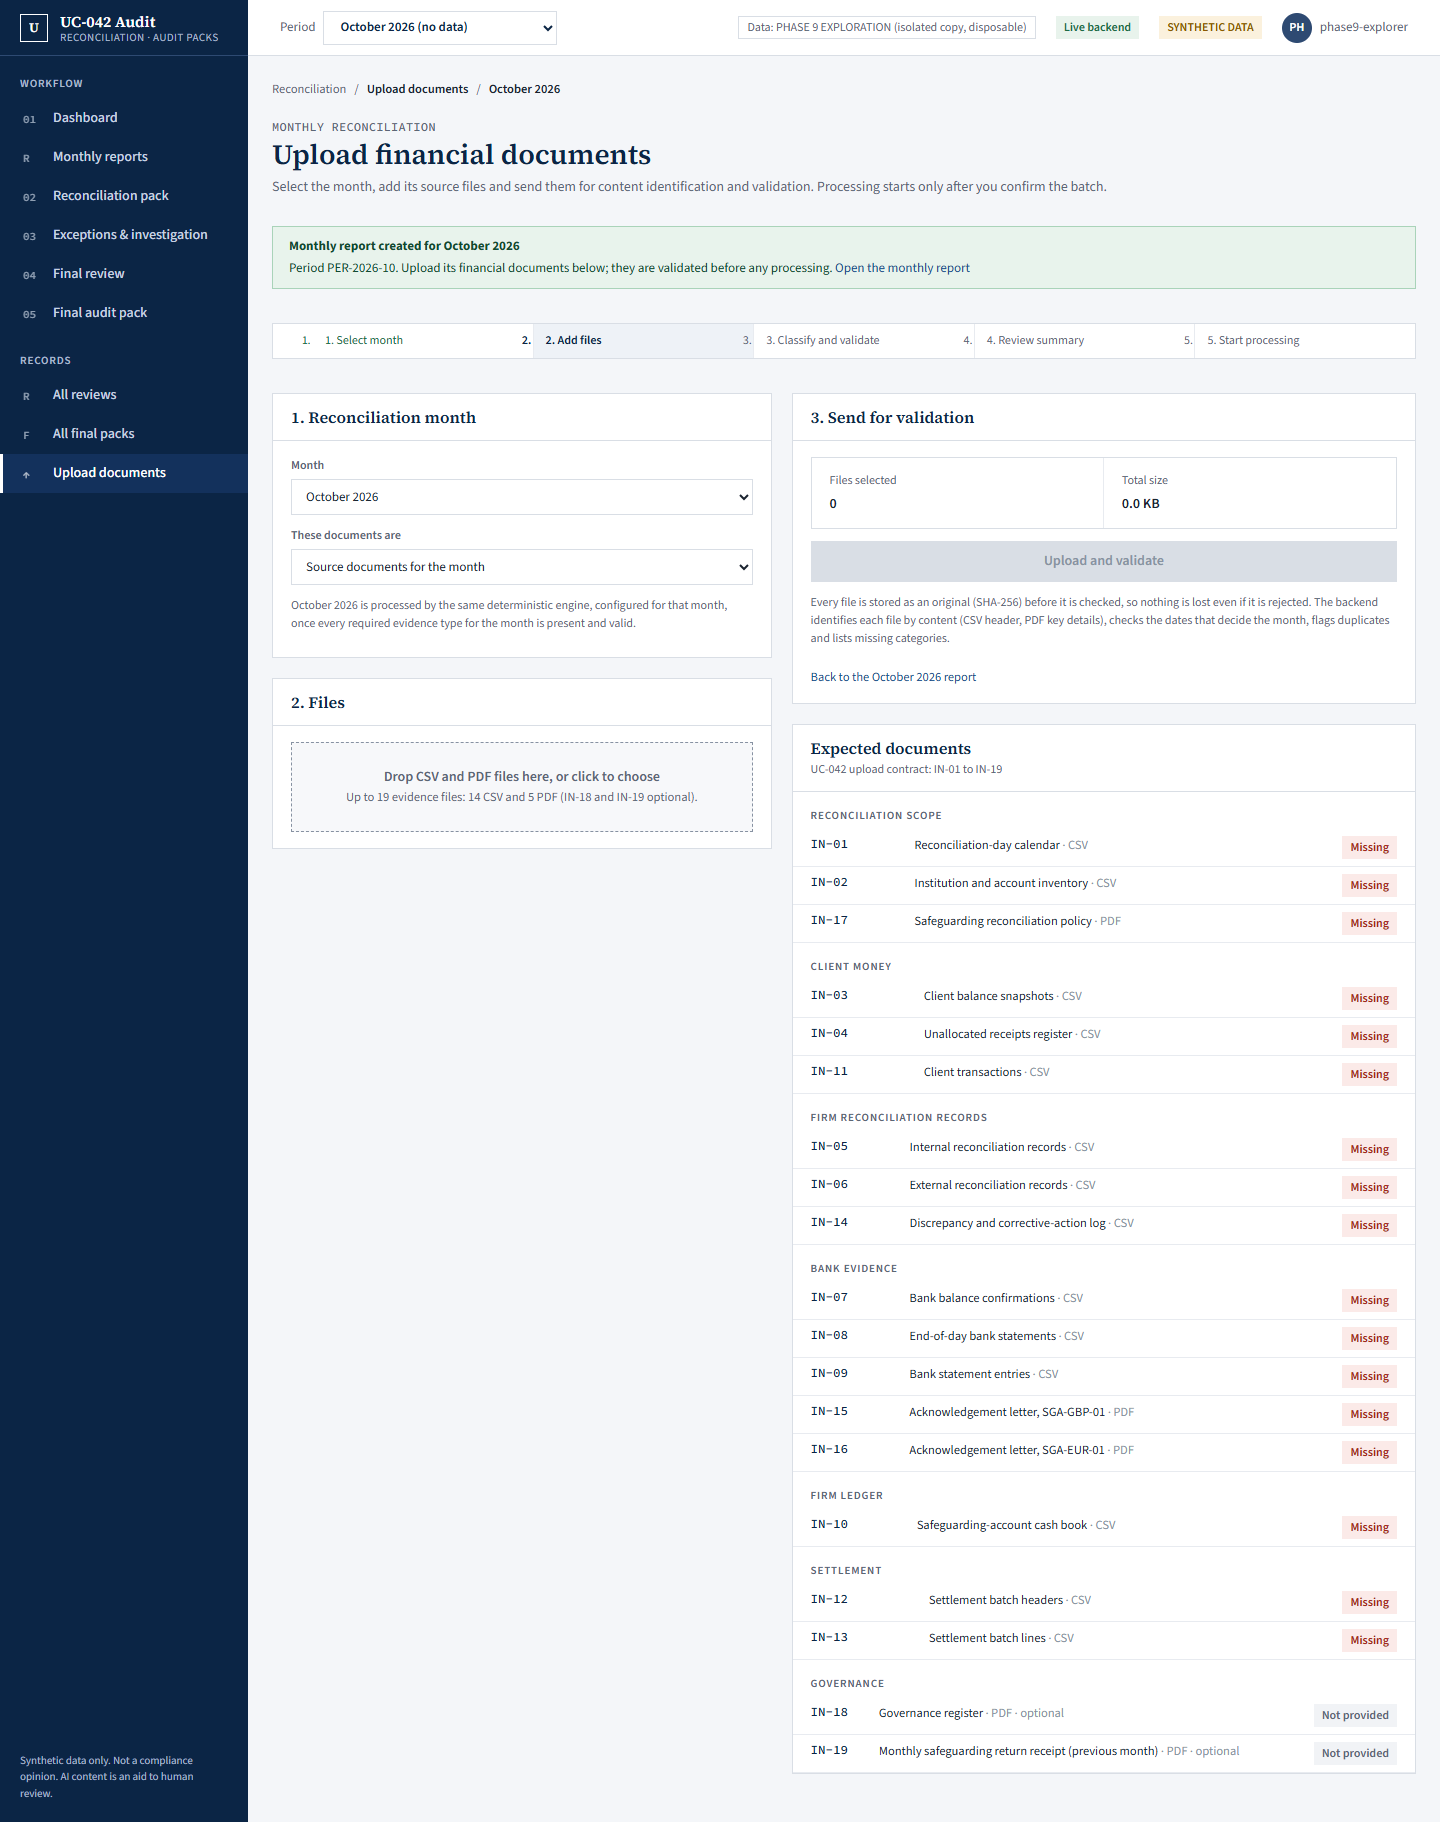 U
UC-042 Audit
RECONCILIATION · AUDIT PACKS
WORKFLOW
01 Dashboard
R Monthly reports
02 Reconciliation pack
03 Exceptions & investigation
04 Final review
05 Final audit pack
RECORDS
R All reviews
F All final packs
↑ Upload documents
Synthetic data only. Not a compliance
opinion. AI content is an aid to human
review.
Period October 2026 (no data)
Data: PHASE 9 EXPLORATION (isolated copy, disposable)
Live backend
SYNTHETIC DATA
PH phase9-explorer
Reconciliation / Upload documents / October 2026
MONTHLY RECONCILIATION
Upload financial documents
Select the month, add its source files and send them for content identification and validation. Processing starts only after you confirm the batch.
Monthly report created for October 2026
Period PER-2026-10. Upload its financial documents below; they are validated before any processing. Open the monthly report
1. 1. Select month
2. 2. Add files
3. 3. Classify and validate
4. 4. Review summary
5. 5. Start processing
1. Reconciliation month
Month
October 2026
These documents are
Source documents for the month
October 2026 is processed by the same deterministic engine, configured for that month,
once every required evidence type for the month is present and valid.
2. Files
Drop CSV and PDF files here, or click to choose
Up to 19 evidence files: 14 CSV and 5 PDF (IN-18 and IN-19 optional).
3. Send for validation
Files selected
0
Total size
0.0 KB
Upload and validate
Every file is stored as an original (SHA-256) before it is checked, so nothing is lost even if it is rejected. The backend
identifies each file by content (CSV header, PDF key details), checks the dates that decide the month, flags duplicates
and lists missing categories.
Back to the October 2026 report
Expected documents
UC-042 upload contract: IN-01 to IN-19
RECONCILIATION SCOPE
IN-01 Reconciliation-day calendar · CSV Missing
IN-02 Institution and account inventory · CSV Missing
IN-17 Safeguarding reconciliation policy · PDF Missing
CLIENT MONEY
IN-03 Client balance snapshots · CSV Missing
IN-04 Unallocated receipts register · CSV Missing
IN-11 Client transactions · CSV Missing
FIRM RECONCILIATION RECORDS
IN-05 Internal reconciliation records · CSV Missing
IN-06 External reconciliation records · CSV Missing
IN-14 Discrepancy and corrective-action log · CSV Missing
BANK EVIDENCE
IN-07 Bank balance confirmations · CSV Missing
IN-08 End-of-day bank statements · CSV Missing
IN-09 Bank statement entries · CSV Missing
IN-15 Acknowledgement letter, SGA-GBP-01 · PDF Missing
IN-16 Acknowledgement letter, SGA-EUR-01 · PDF Missing
FIRM LEDGER
IN-10 Safeguarding-account cash book · CSV Missing
SETTLEMENT
IN-12 Settlement batch headers · CSV Missing
IN-13 Settlement batch lines · CSV Missing
GOVERNANCE
IN-18 Governance register · PDF · optional Not provided
IN-19 Monthly safeguarding return receipt (previous month) · PDF · optional Not provided